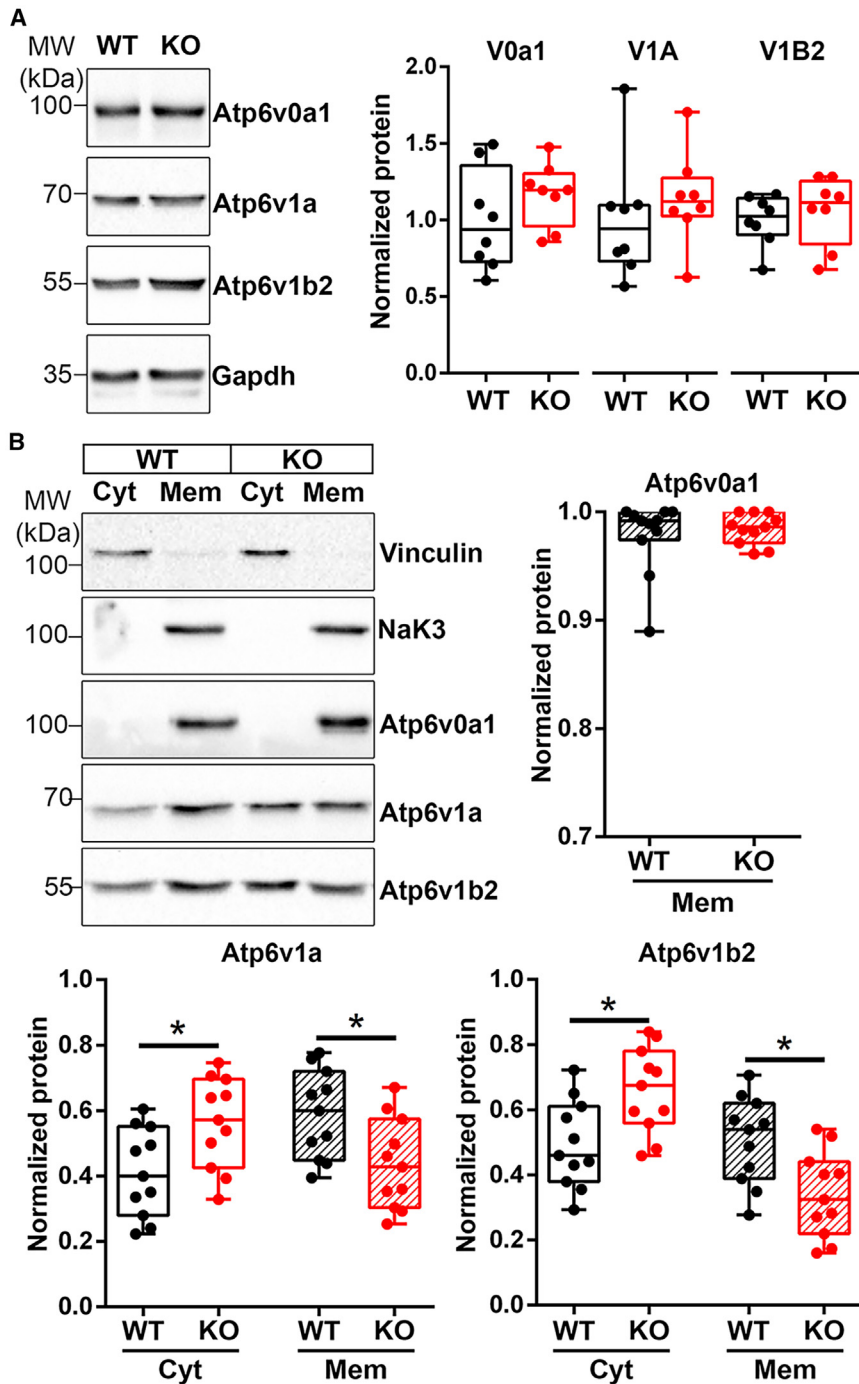 A
MW
(kDa)
WT KO
100
Atp6v0a1
70
Atp6v1a
55
Atp6v1b2
35
Gapdh
V0a1 V1A V1B2
Normalized protein
2.0
1.5
1.0
0.5
0.0
WT KO WT KO WT KO
B
WT KO
MW
(kDa)
Cyt Mem Cyt Mem
100
Vinculin
100
NaK3
100
Atp6v0a1
70
Atp6v1a
55
Atp6v1b2
Atp6v0a1
Normalized protein
1.0
0.9
0.8
0.7
WT KO
Mem
Atp6v1a
Normalized protein
1.0
0.8
0.6
0.4
0.2
0.0
* *
WT KO WT KO
Cyt Mem
Atp6v1b2
Normalized protein
1.0
0.8
0.6
0.4
0.2
0.0
* *
WT KO WT KO
Cyt Mem